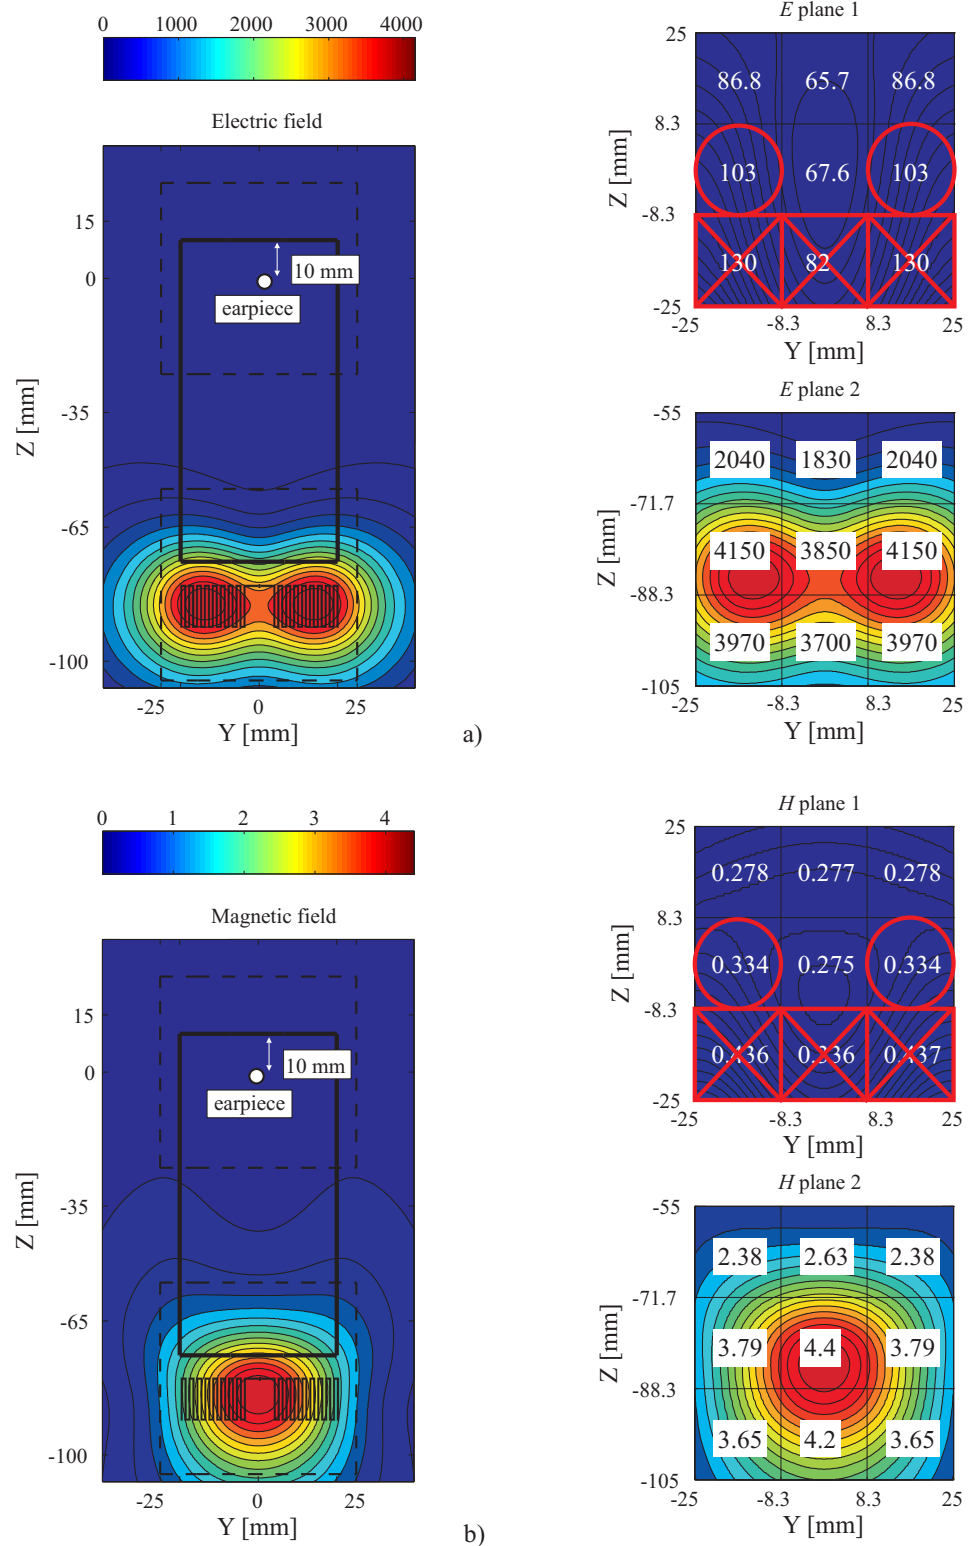 0 1000 2000 3000 4000
Electric field
15
0
10 mm
earpiece
-35
-65
-100
Z [mm]
-25 0 25
Y [mm]
E plane 1
25
86.8 65.7 86.8
8.3
103 67.6 103
-8.3
130 82 130
-25
Z [mm]
-25 -8.3 8.3 25
Y [mm]
E plane 2
-55
2040 1830 2040
-71.7
4150 3850 4150
-88.3
3970 3700 3970
-105
Z [mm]
-25 -8.3 8.3 25
Y [mm]
a)
0 1 2 3 4
Magnetic field
15
0
10 mm
earpiece
-35
-65
-100
Z [mm]
-25 0 25
Y [mm]
H plane 1
25
0.278 0.277 0.278
8.3
0.334 0.275 0.334
-8.3
0.436 0.336 0.437
-25
Z [mm]
-25 -8.3 8.3 25
Y [mm]
H plane 2
-55
2.38 2.63 2.38
-71.7
3.79 4.4 3.79
-88.3
3.65 4.2 3.65
-105
Z [mm]
-25 -8.3 8.3 25
Y [mm]
b)